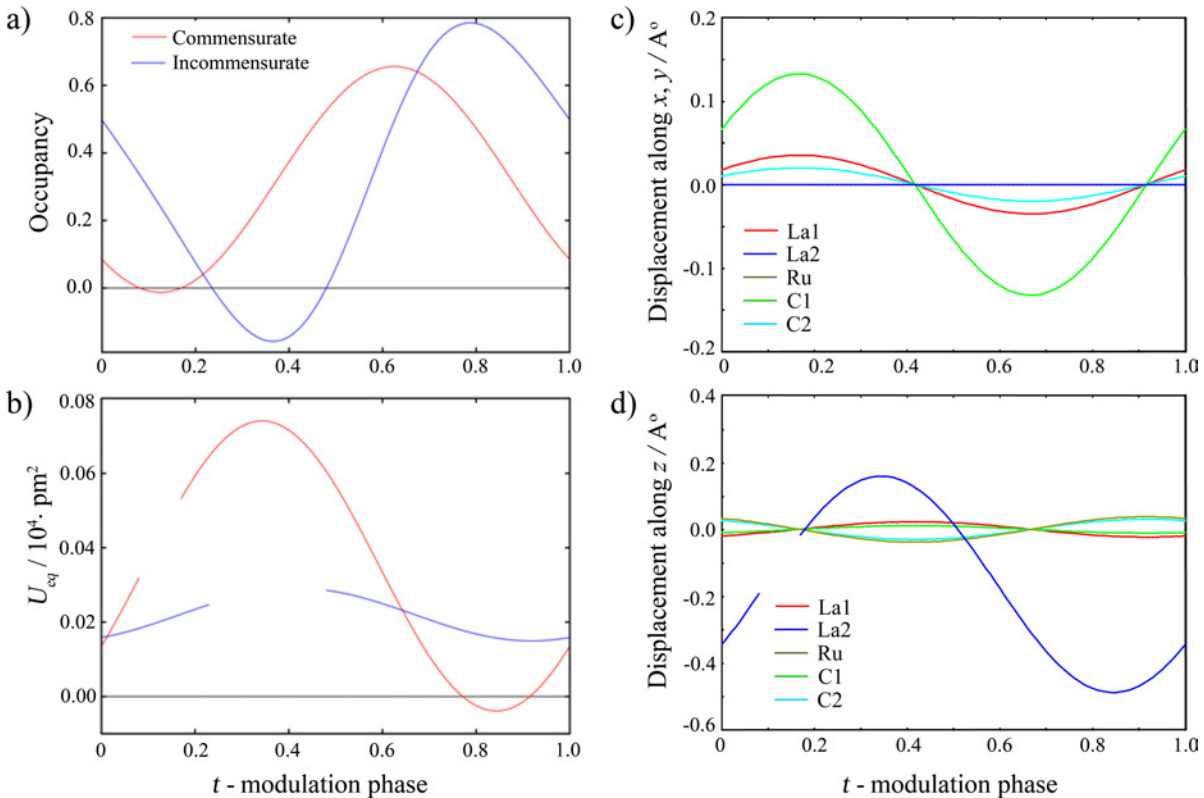 a)
0.8
0.6
0.4
0.2
0.0
Occupancy
Commensurate
Incommensurate
0 0.2 0.4 0.6 0.8 1.0
b)
0.08
0.06
0.04
0.02
0.00
Ueq / 10⁴· pm²
0 0.2 0.4 0.6 0.8 1.0
t - modulation phase
c)
0.2
0.1
0.0
-0.1
-0.2
Displacement along x, y / Aº
La1
La2
Ru
C1
C2
0 0.2 0.4 0.6 0.8 1.0
d)
0.4
0.2
0.0
-0.2
-0.4
-0.6
Displacement along z / Aº
La1
La2
Ru
C1
C2
0 0.2 0.4 0.6 0.8 1.0
t - modulation phase